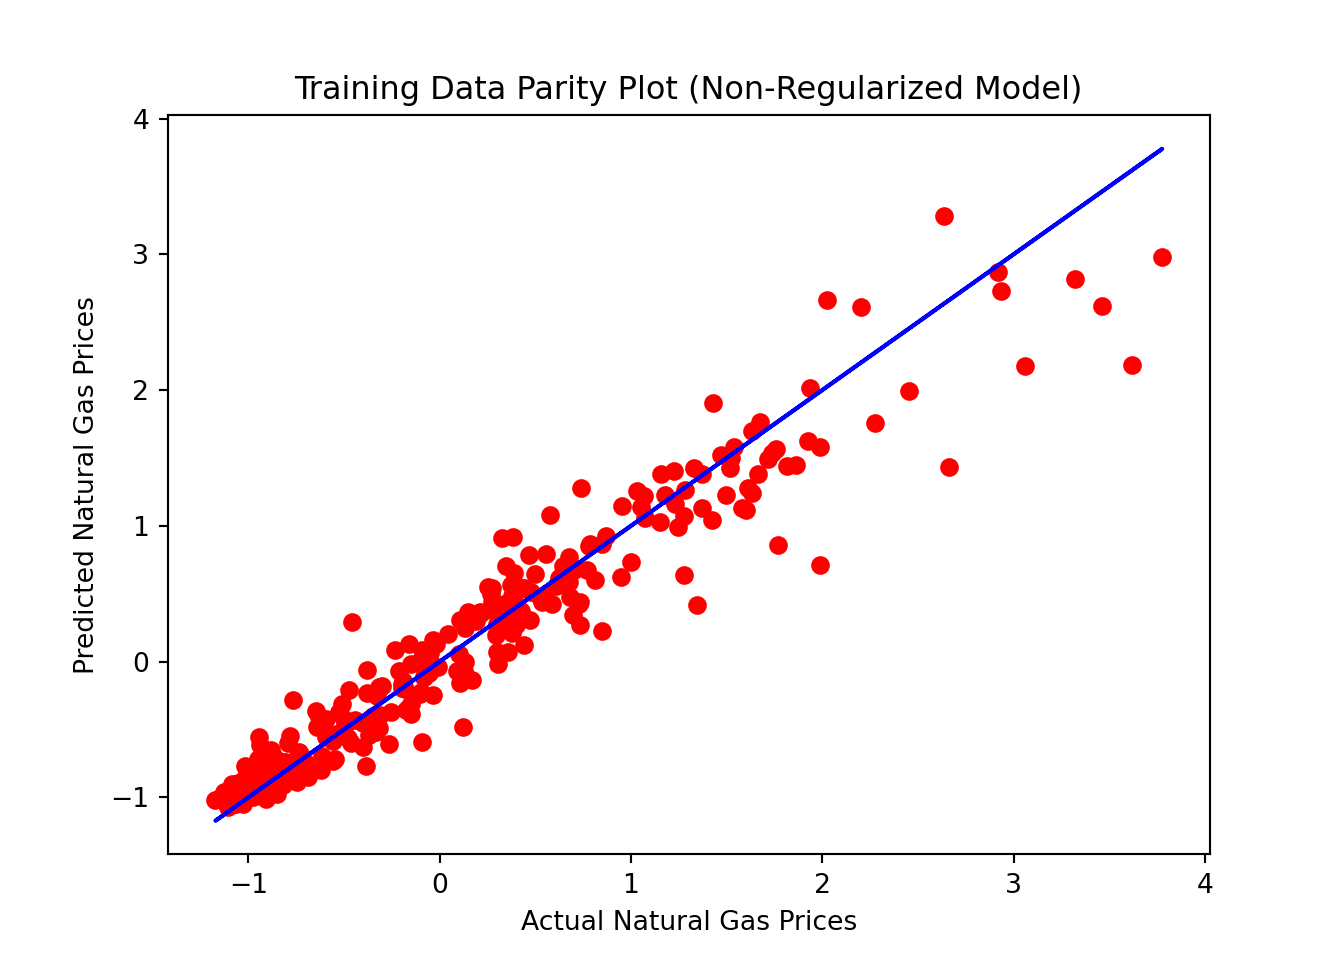 Training Data Parity Plot (Non-Regularized Model)
4
3
2
1
0
−1
Predicted Natural Gas Prices
−1 0 1 2 3 4
Actual Natural Gas Prices